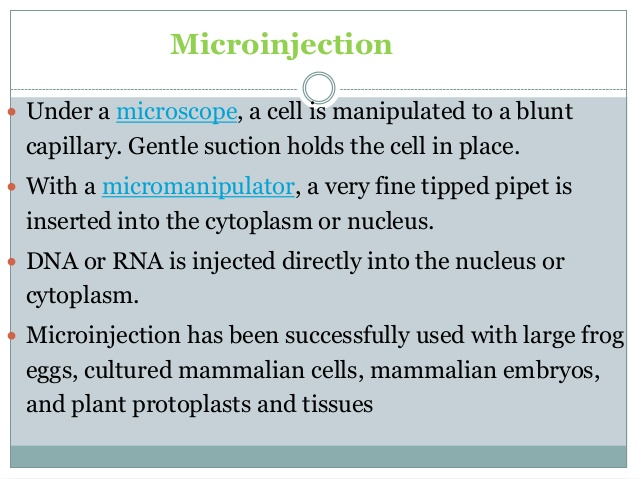 Microinjection
• Under a microscope, a cell is manipulated to a blunt
capillary. Gentle suction holds the cell in place.
• With a micromanipulator, a very fine tipped pipet is
inserted into the cytoplasm or nucleus.
• DNA or RNA is injected directly into the nucleus or
cytoplasm.
• Microinjection has been successfully used with large frog
eggs, cultured mammalian cells, mammalian embryos,
and plant protoplasts and tissues